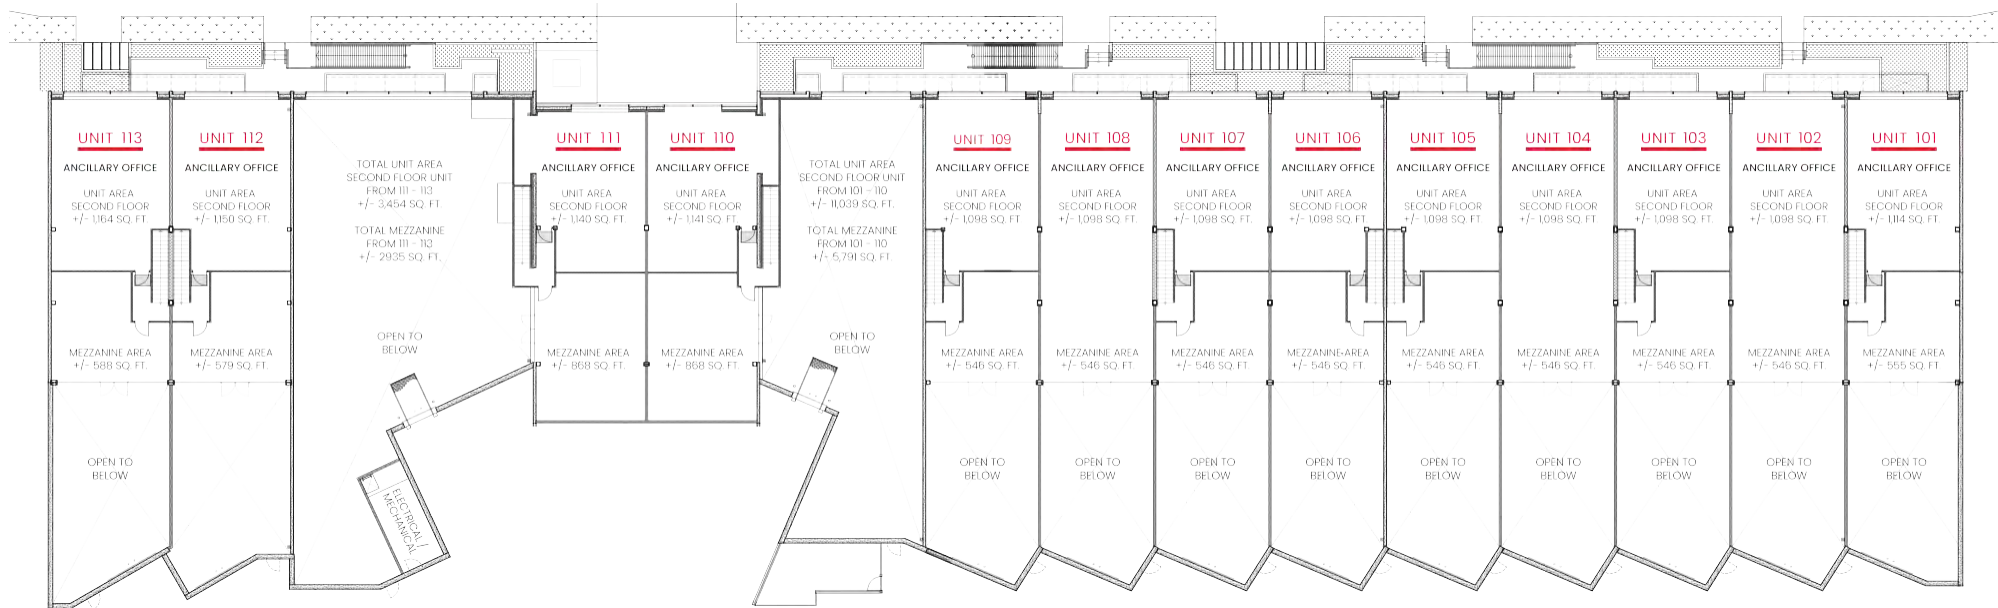 UNIT 113
ANCILLARY OFFICE
UNIT AREA
SECOND FLOOR
+/- 1,164 SQ. FT.
MEZZANINE AREA
+/- 588 SQ. FT.
OPEN TO
BELOW
UNIT 112
ANCILLARY OFFICE
UNIT AREA
SECOND FLOOR
+/- 1,150 SQ. FT.
MEZZANINE AREA
+/- 579 SQ. FT.
TOTAL UNIT AREA
SECOND FLOOR UNIT
FROM 111 - 113
+/- 3,454 SQ. FT.
TOTAL MEZZANINE
FROM 111 - 113
+/- 2935 SQ. FT.
OPEN TO
BELOW
ELECTRICAL /
MECHANICAL
UNIT 111
ANCILLARY OFFICE
UNIT AREA
SECOND FLOOR
+/- 1,140 SQ. FT.
MEZZANINE AREA
+/- 868 SQ. FT.
UNIT 110
ANCILLARY OFFICE
UNIT AREA
SECOND FLOOR
+/- 1,141 SQ. FT.
MEZZANINE AREA
+/- 868 SQ. FT.
TOTAL UNIT AREA
SECOND FLOOR UNIT
FROM 101 - 110
+/- 11,039 SQ. FT.
TOTAL MEZZANINE
FROM 101 - 110
+/- 5,791 SQ. FT.
OPEN TO
BELOW
UNIT 109
ANCILLARY OFFICE
UNIT AREA
SECOND FLOOR
+/- 1,098 SQ. FT.
MEZZANINE AREA
+/- 546 SQ. FT.
OPEN TO
BELOW
UNIT 108
ANCILLARY OFFICE
UNIT AREA
SECOND FLOOR
+/- 1,098 SQ. FT.
MEZZANINE AREA
+/- 546 SQ. FT.
OPEN TO
BELOW
UNIT 107
ANCILLARY OFFICE
UNIT AREA
SECOND FLOOR
+/- 1,098 SQ. FT.
MEZZANINE AREA
+/- 546 SQ. FT.
OPEN TO
BELOW
UNIT 106
ANCILLARY OFFICE
UNIT AREA
SECOND FLOOR
+/- 1,098 SQ. FT.
MEZZANINE AREA
+/- 546 SQ. FT.
OPEN TO
BELOW
UNIT 105
ANCILLARY OFFICE
UNIT AREA
SECOND FLOOR
+/- 1,098 SQ. FT.
MEZZANINE AREA
+/- 546 SQ. FT.
OPEN TO
BELOW
UNIT 104
ANCILLARY OFFICE
UNIT AREA
SECOND FLOOR
+/- 1,098 SQ. FT.
MEZZANINE AREA
+/- 546 SQ. FT.
OPEN TO
BELOW
UNIT 103
ANCILLARY OFFICE
UNIT AREA
SECOND FLOOR
+/- 1,098 SQ. FT.
MEZZANINE AREA
+/- 546 SQ. FT.
OPEN TO
BELOW
UNIT 102
ANCILLARY OFFICE
UNIT AREA
SECOND FLOOR
+/- 1,098 SQ. FT.
MEZZANINE AREA
+/- 546 SQ. FT.
OPEN TO
BELOW
UNIT 101
ANCILLARY OFFICE
UNIT AREA
SECOND FLOOR
+/- 1,114 SQ. FT.
MEZZANINE AREA
+/- 555 SQ. FT.
OPEN TO
BELOW